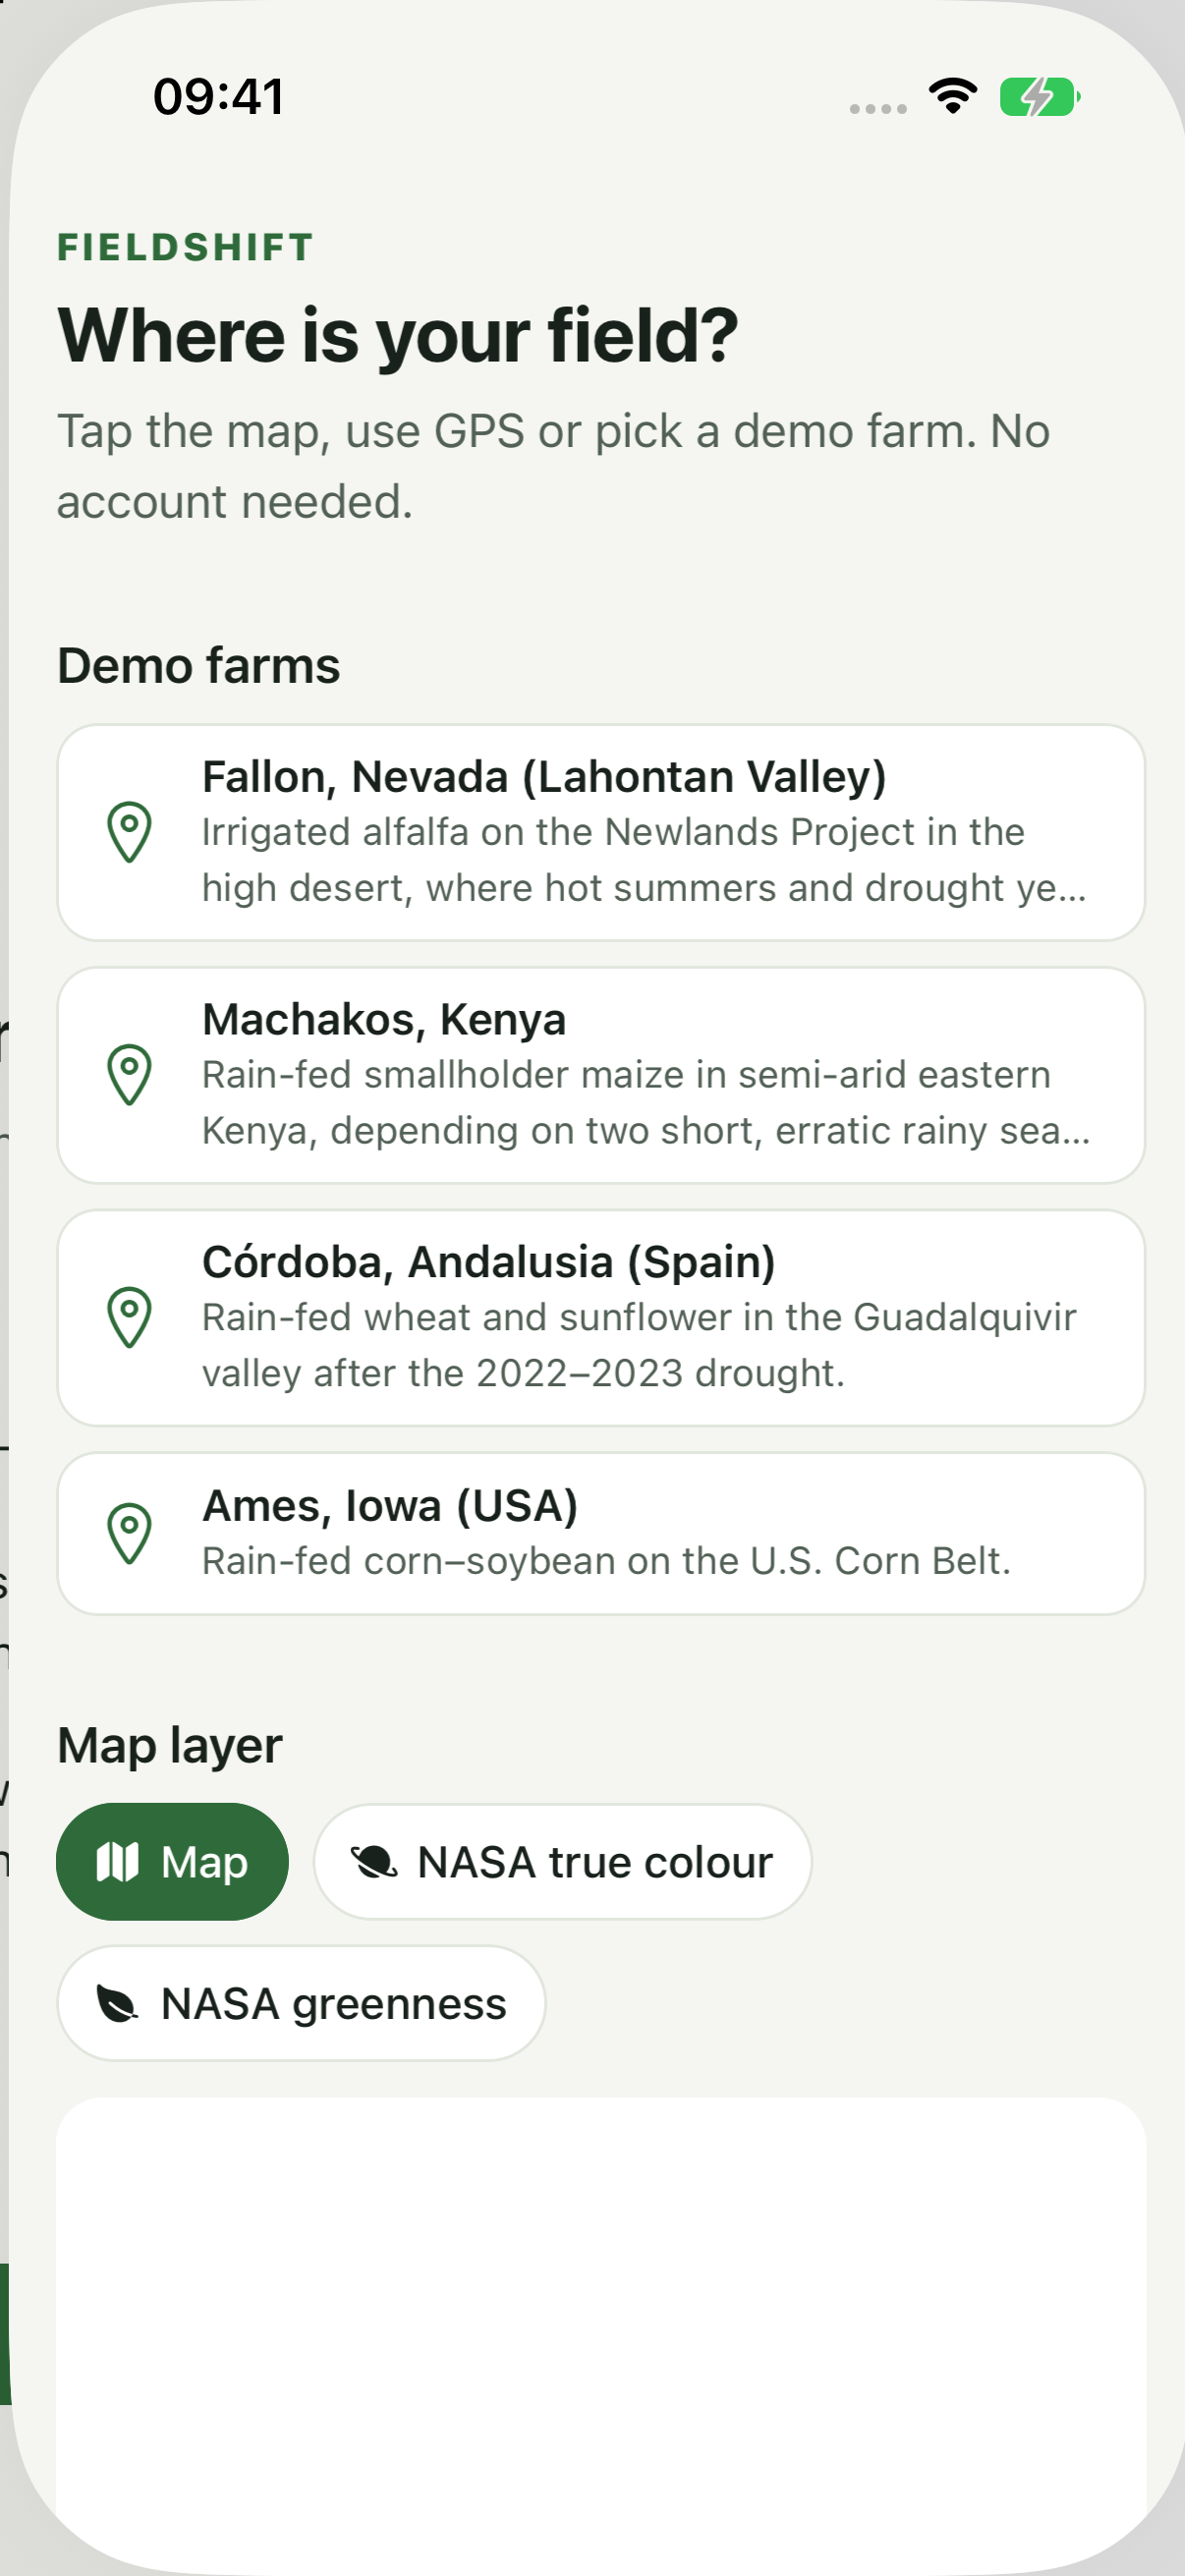 09:41
FIELDSHIFT
Where is your field?
Tap the map, use GPS or pick a demo farm. No
account needed.
Demo farms
Fallon, Nevada (Lahontan Valley)
Irrigated alfalfa on the Newlands Project in the
high desert, where hot summers and drought ye...
Machakos, Kenya
Rain-fed smallholder maize in semi-arid eastern
Kenya, depending on two short, erratic rainy sea...
Córdoba, Andalusia (Spain)
Rain-fed wheat and sunflower in the Guadalquivir
valley after the 2022–2023 drought.
Ames, Iowa (USA)
Rain-fed corn–soybean on the U.S. Corn Belt.
Map layer
Map
NASA true colour
NASA greenness